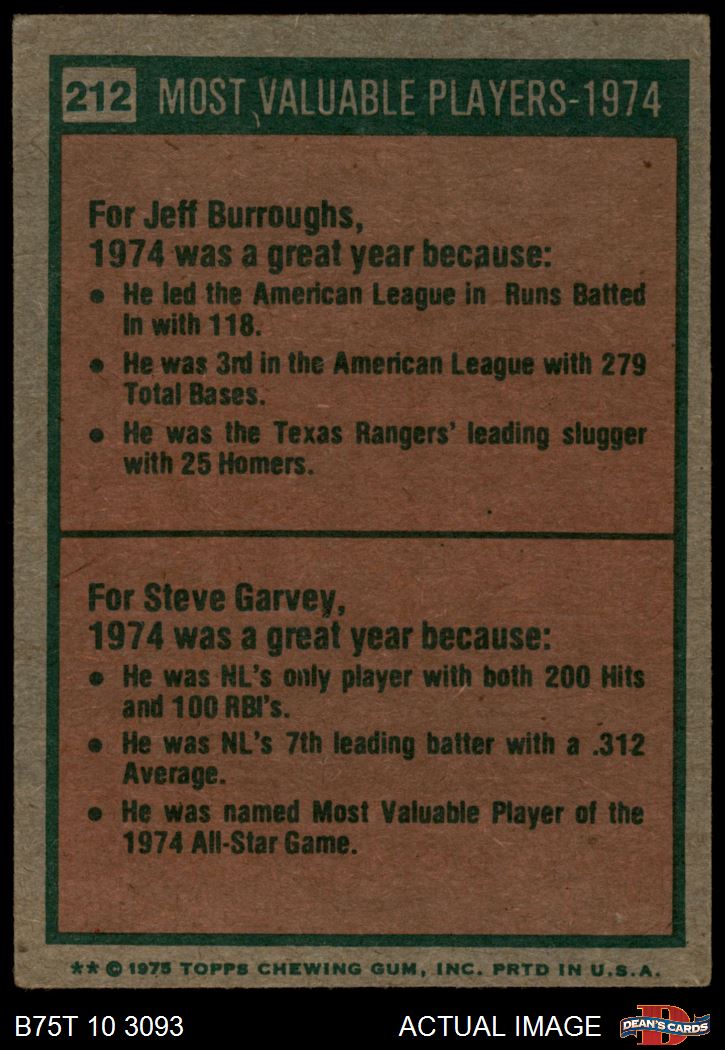 212 MOST VALUABLE PLAYERS-1974
For Jeff Burroughs,
1974 was a great year because:
• He led the American League in Runs Batted
In with 118.
• He was 3rd in the American League with 279
Total Bases.
• He was the Texas Rangers' leading slugger
with 25 Homers.
For Steve Garvey,
1974 was a great year because:
• He was NL's only player with both 200 Hits
and 100 RBI's.
• He was NL's 7th leading batter with a .312
Average.
• He was named Most Valuable Player of the
1974 All-Star Game.
** © 1975 TOPPS CHEWING GUM, INC. PRTD IN U.S.A.
B75T 10 3093 ACTUAL IMAGE D DEAN'S CARDS